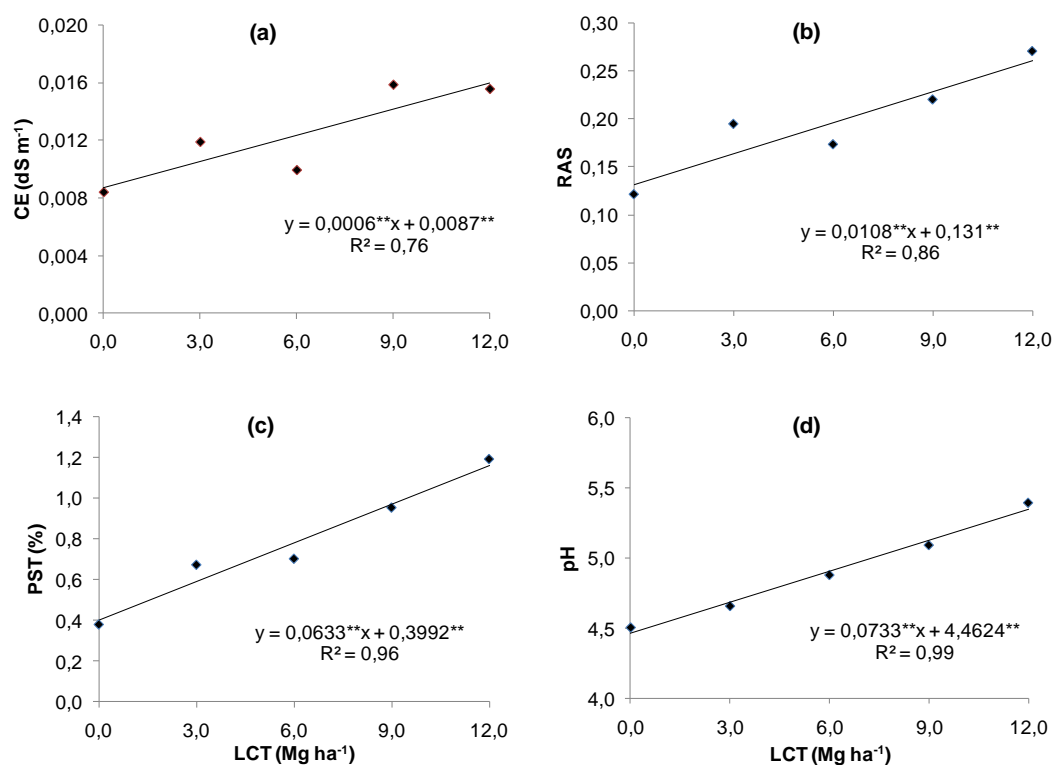 (a)
CE (dS m⁻¹)
0,020
0,016
0,012
0,008
0,004
0,000
y = 0,0006**x + 0,0087**
R² = 0,76
0,0 3,0 6,0 9,0 12,0
(b)
RAS
0,30
0,25
0,20
0,15
0,10
0,05
0,00
y = 0,0108**x + 0,131**
R² = 0,86
0,0 3,0 6,0 9,0 12,0
(c)
PST (%)
1,4
1,2
1,0
0,8
0,6
0,4
0,2
0,0
y = 0,0633**x + 0,3992**
R² = 0,96
0,0 3,0 6,0 9,0 12,0
LCT (Mg ha⁻¹)
(d)
pH
6,0
5,5
5,0
4,5
4,0
y = 0,0733**x + 4,4624**
R² = 0,99
0,0 3,0 6,0 9,0 12,0
LCT (Mg ha⁻¹)